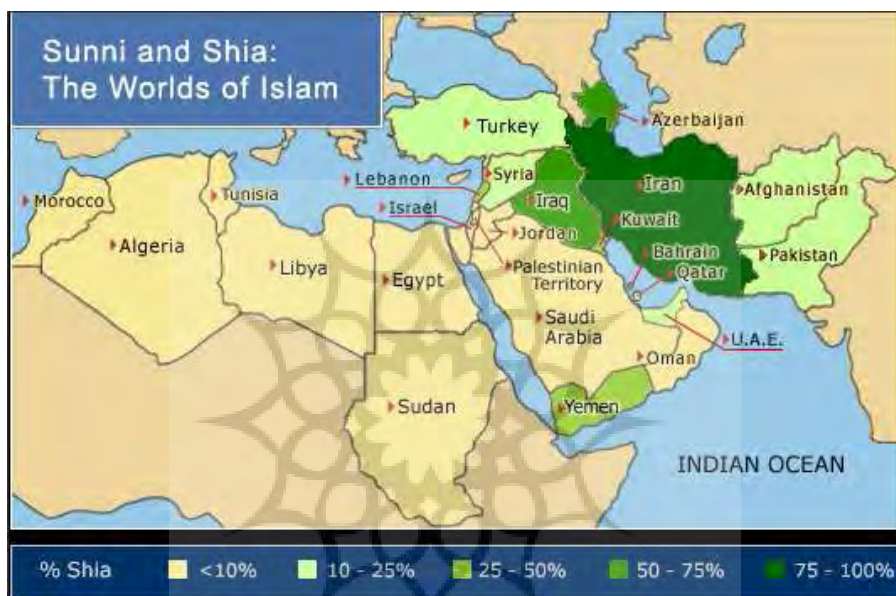 Sunni and Shia:
The Worlds of Islam
Turkey
Azerbaijan
Lebanon
Syria
Iran
Afghanistan
Morocco
Tunisia
Israel
Iraq
Kuwait
Algeria
Jordan
Bahrain
Pakistan
Libya
Egypt
Palestinian
Territory
Qatar
Saudi
Arabia
U.A.E.
Oman
Sudan
Yemen
INDIAN OCEAN
% Shia <10% 10 - 25% 25 - 50% 50 - 75% 75 - 100%